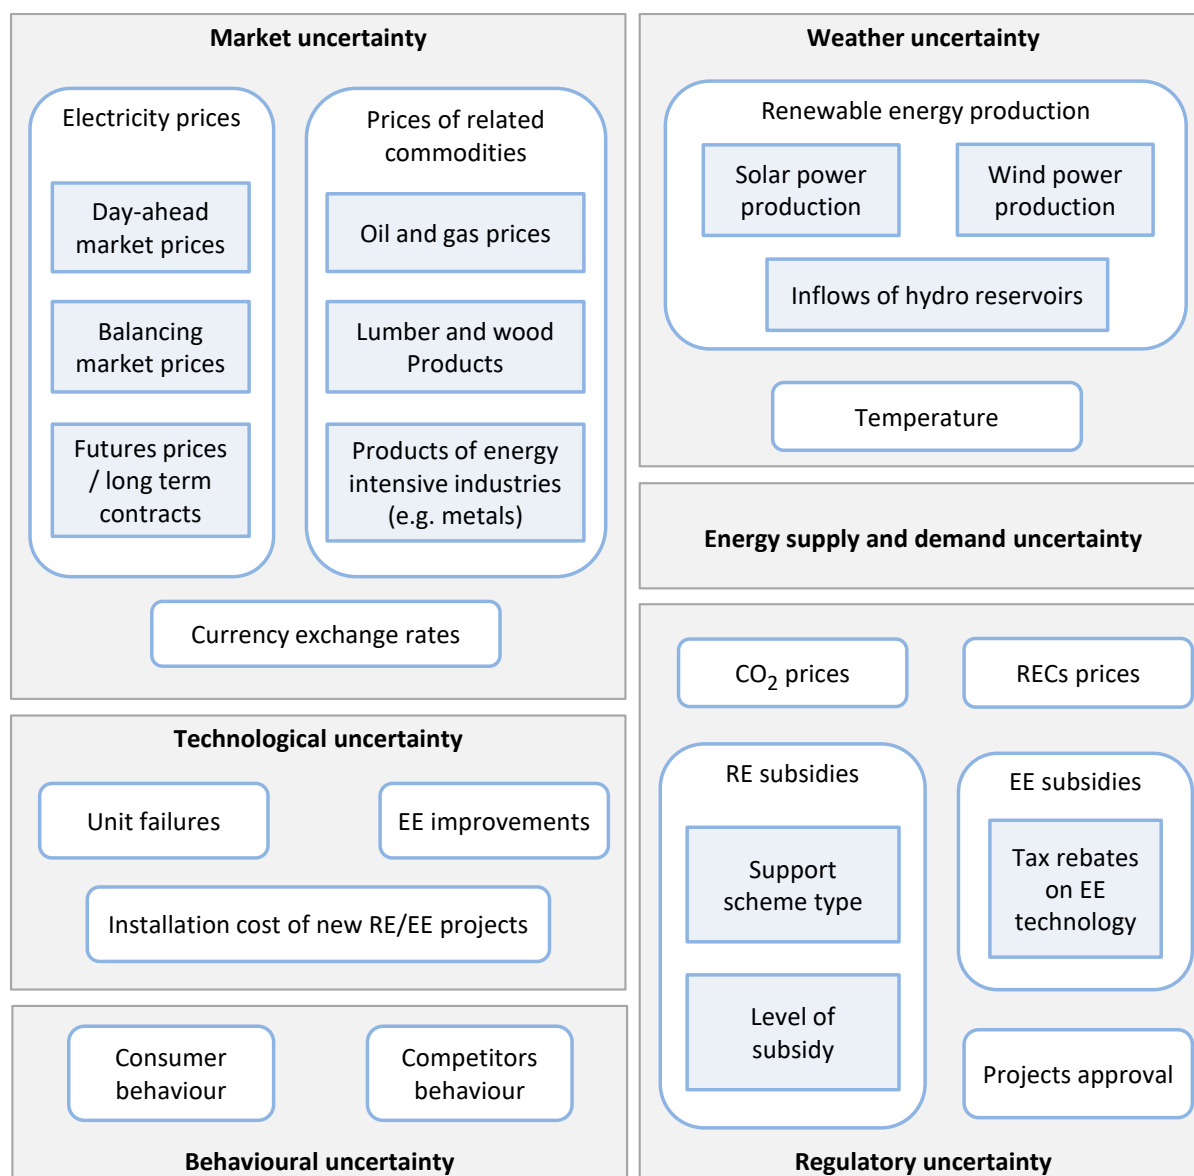 Market uncertainty
Electricity prices
Day-ahead
market prices
Balancing
market prices
Futures prices
/ long term
contracts
Prices of related
commodities
Oil and gas prices
Lumber and wood
Products
Products of energy
intensive industries
(e.g. metals)
Currency exchange rates
Weather uncertainty
Renewable energy production
Solar power
production
Wind power
production
Inflows of hydro reservoirs
Temperature
Energy supply and demand uncertainty
Technological uncertainty
Unit failures
EE improvements
Installation cost of new RE/EE projects
Consumer
behaviour
Competitors
behaviour
Behavioural uncertainty
CO2 prices
RECs prices
RE subsidies
Support
scheme type
Level of
subsidy
EE subsidies
Tax rebates
on EE
technology
Projects approval
Regulatory uncertainty